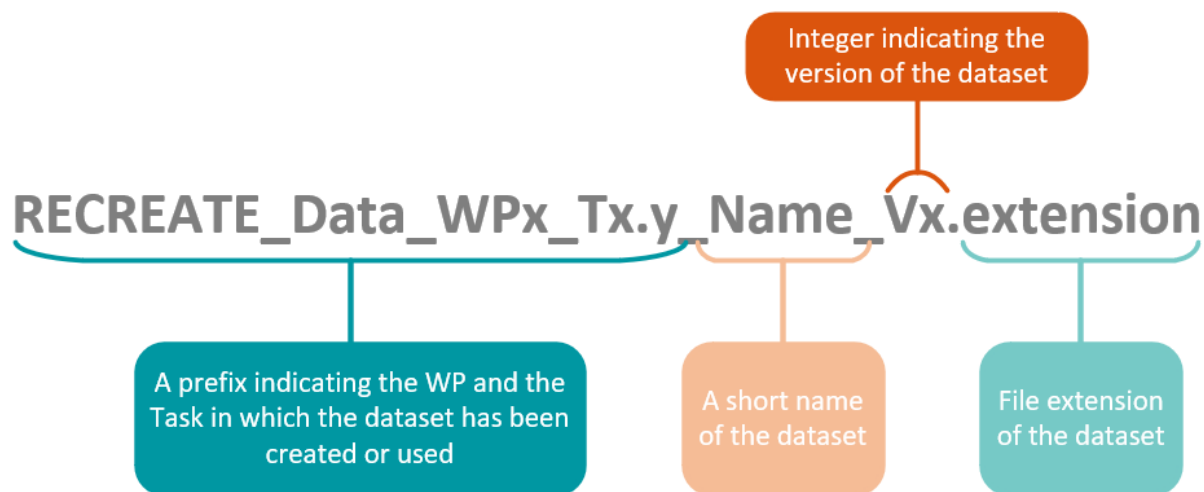 Integer indicating the
version of the dataset
RECREATE_Data_WPx_Tx.y_Name_Vx.extension
A prefix indicating the WP and the
Task in which the dataset has been
created or used
A short name
of the dataset
File extension
of the dataset